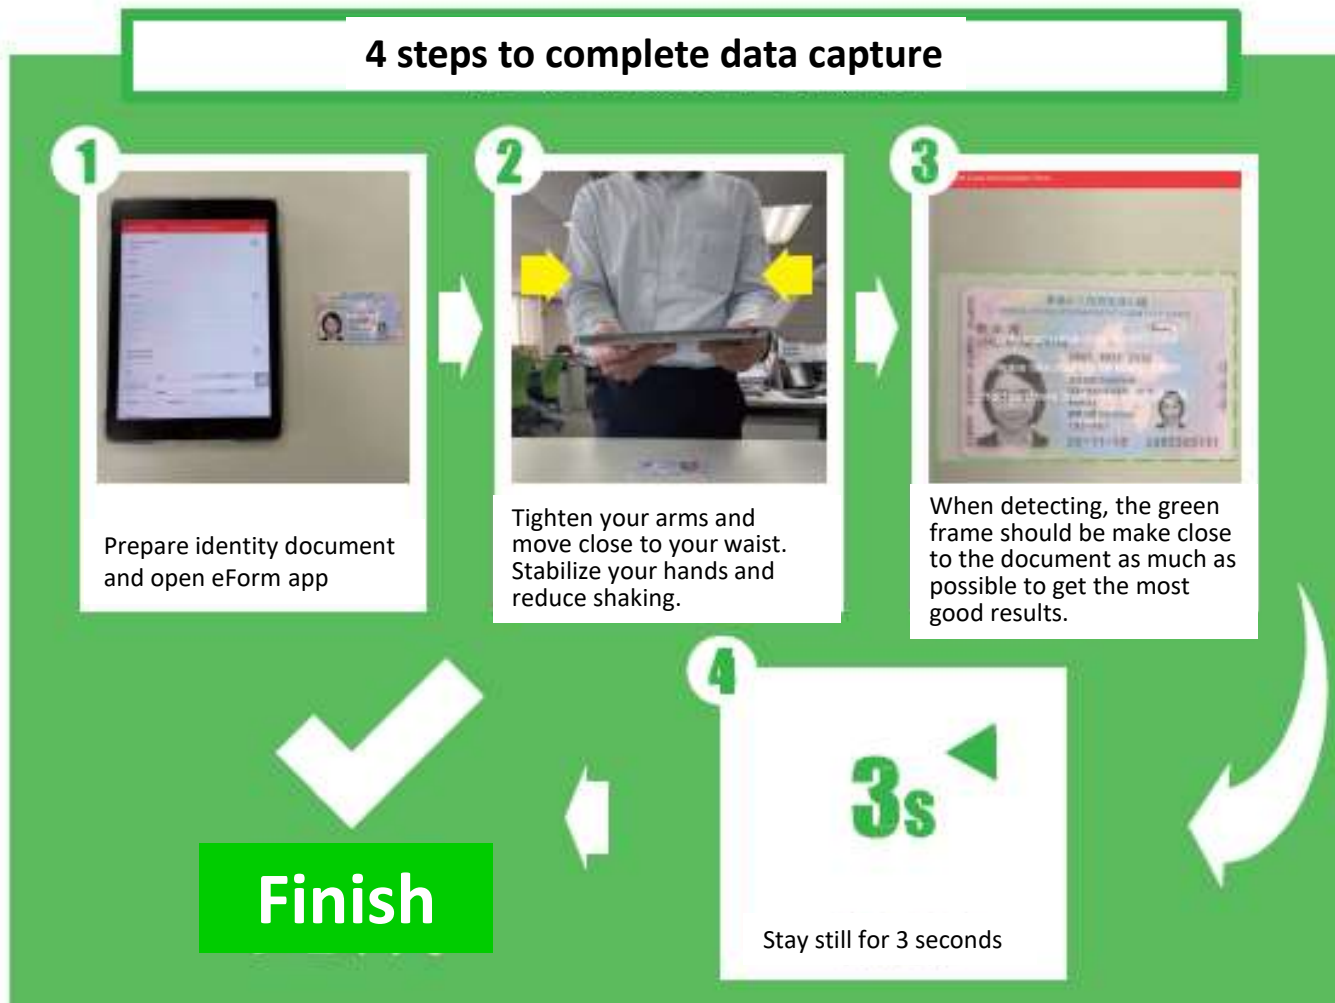 4 steps to complete data capture
1
Prepare identity document
and open eForm app
2
Tighten your arms and
move close to your waist.
Stabilize your hands and
reduce shaking.
3
When detecting, the green
frame should be make close
to the document as much as
possible to get the most
good results.
4
3s
Stay still for 3 seconds
Finish